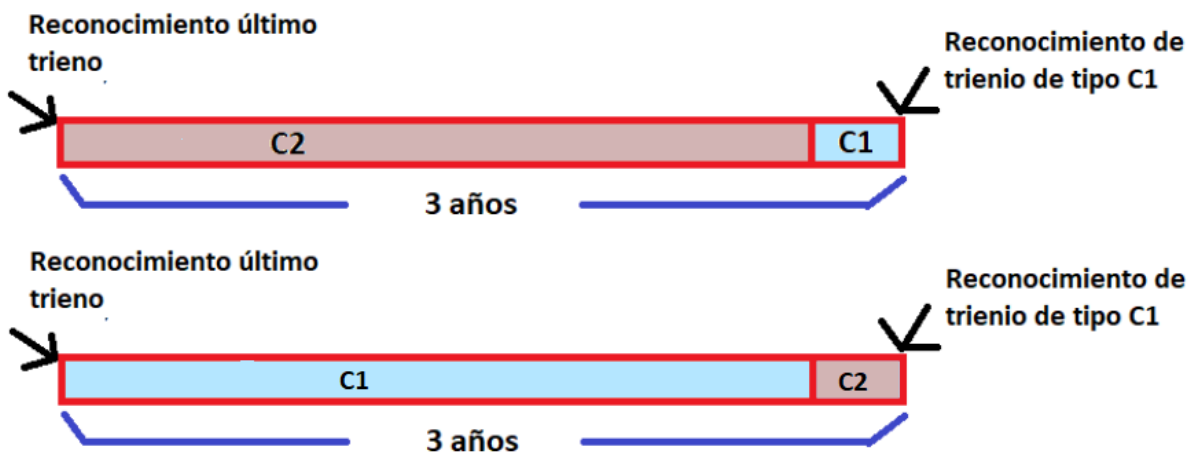 Reconocimiento último
trieno
Reconocimiento de
trienio de tipo C1
C2
C1
3 años
Reconocimiento último
trieno
Reconocimiento de
trienio de tipo C1
C1
C2
3 años